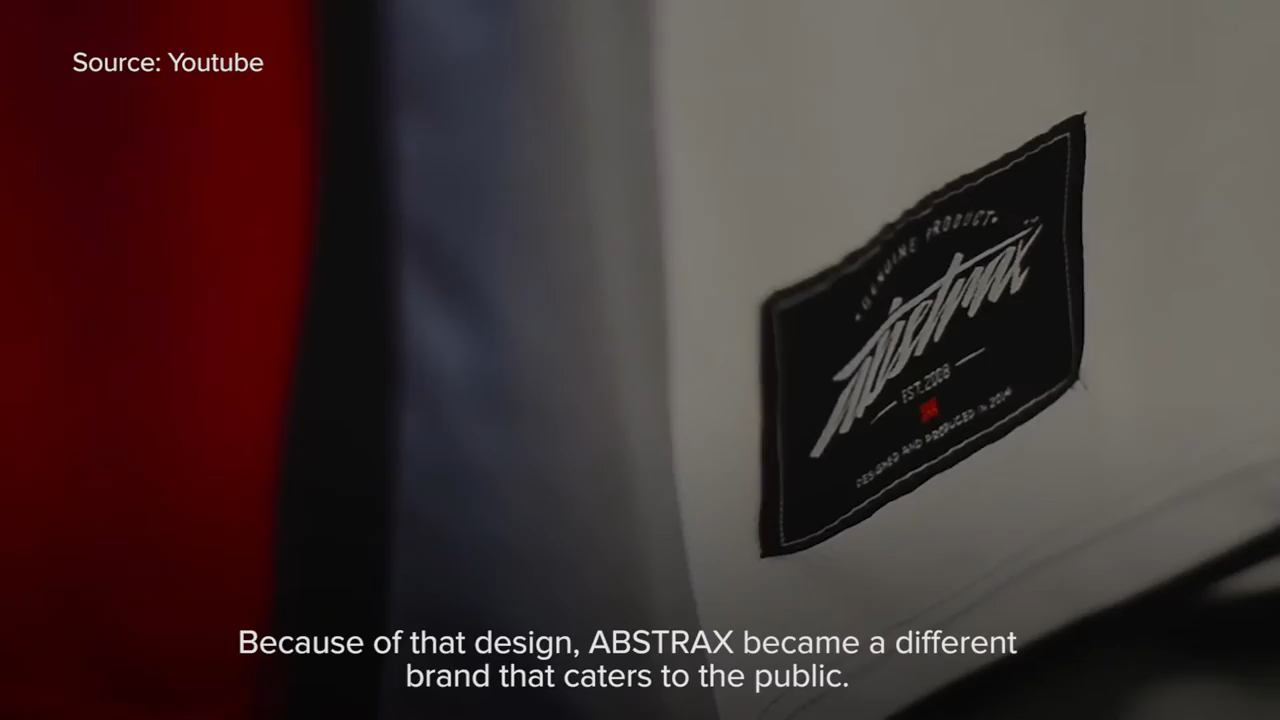 Source: Youtube
GENUINE PRODUCT
Abstrax
EST. 2008
DESIGNED AND PRODUCED IN 2014
Because of that design, ABSTRAX became a different
brand that caters to the public.